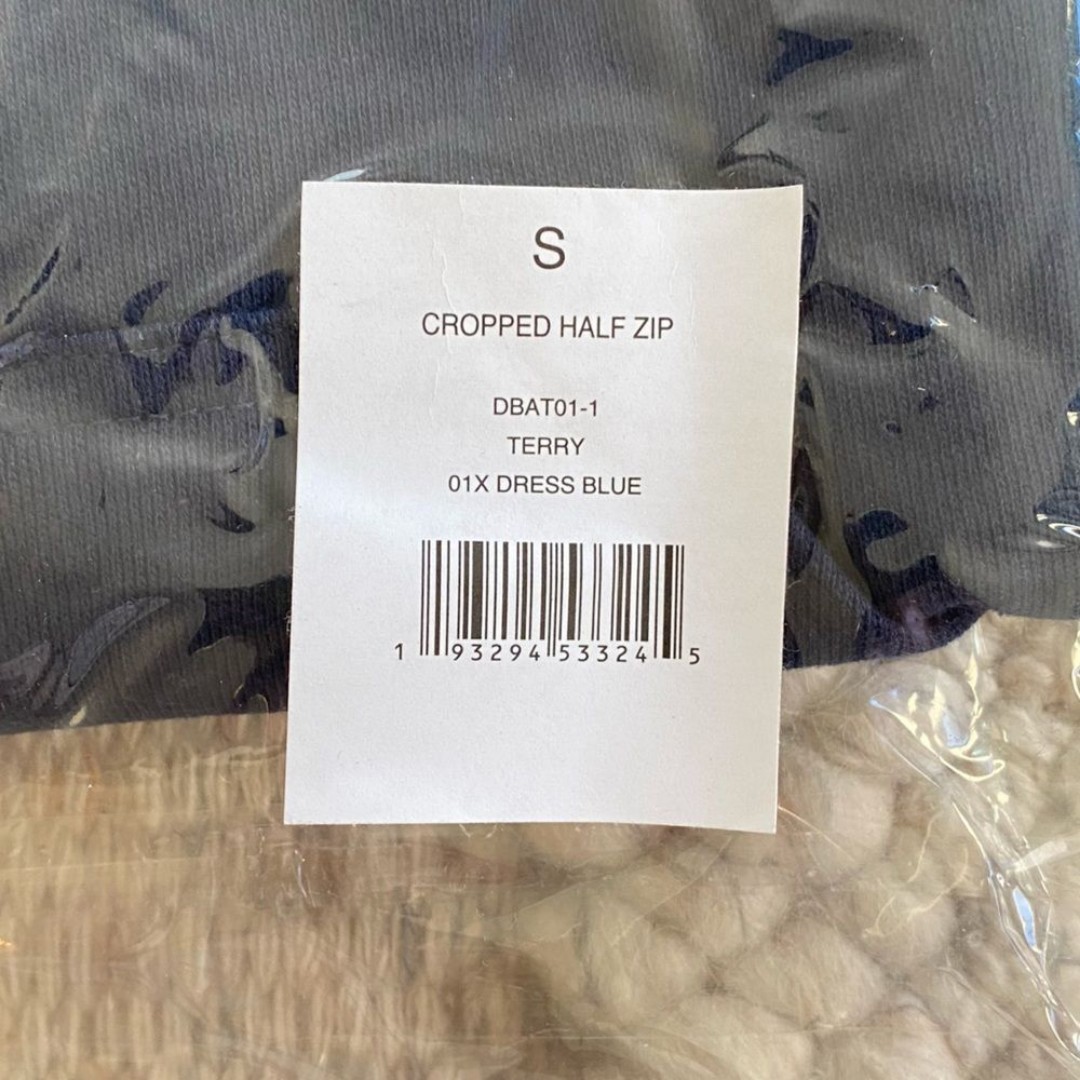 S
CROPPED HALF ZIP
DBAT01-1
TERRY
01X DRESS BLUE
1 93294 53324 5